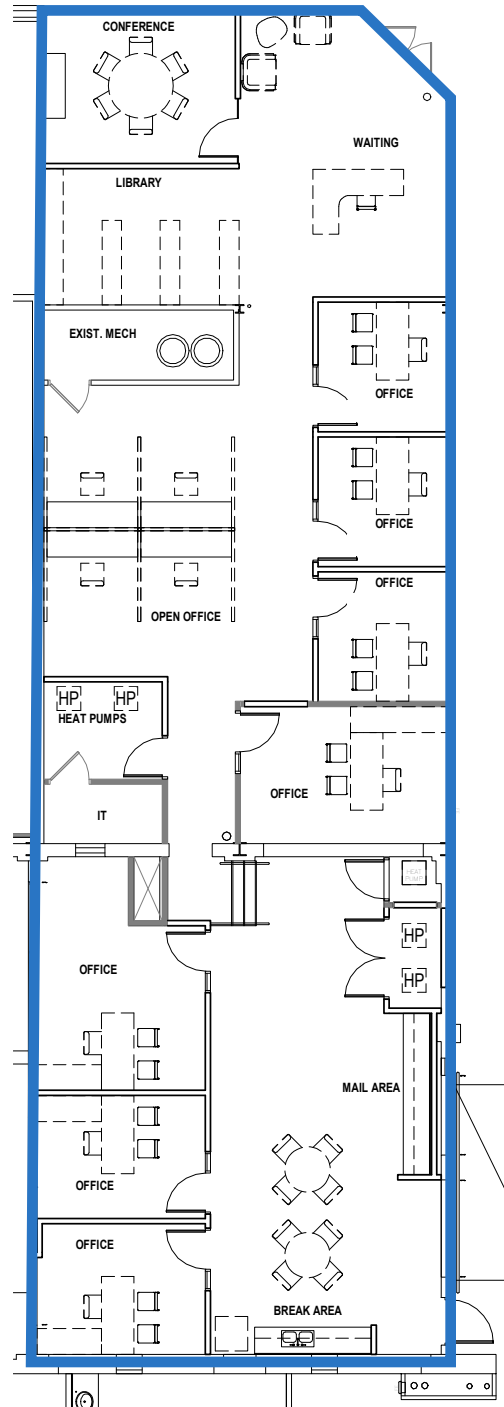 CONFERENCE
WAITING
LIBRARY
EXIST. MECH
OFFICE
OFFICE
OFFICE
OPEN OFFICE
HP HP
HEAT PUMPS
OFFICE
IT
HEAT
PUMP
HP
HP
OFFICE
MAIL AREA
OFFICE
OFFICE
BREAK AREA